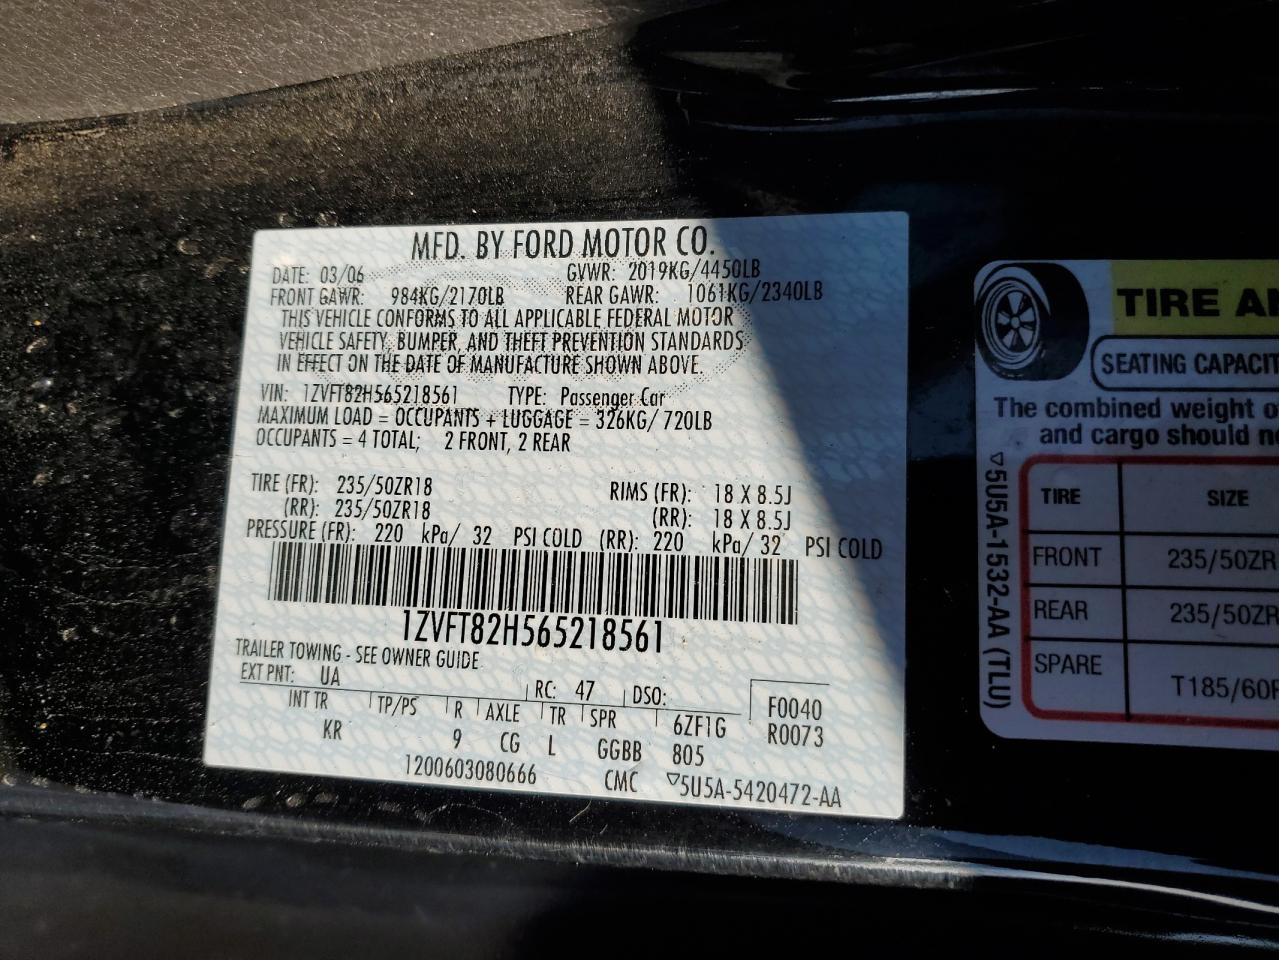 MFD. BY FORD MOTOR CO.
DATE: 03/06 GVWR: 2019KG/4450LB
FRONT GAWR: 984KG/2170LB REAR GAWR: 1061KG/2340LB
THIS VEHICLE CONFORMS TO ALL APPLICABLE FEDERAL MOTOR
VEHICLE SAFETY, BUMPER, AND THEFT PREVENTION STANDARDS
IN EFFECT ON THE DATE OF MANUFACTURE SHOWN ABOVE.
VIN: 1ZVFT82H565218561 TYPE: Passenger Car
MAXIMUM LOAD = OCCUPANTS + LUGGAGE = 326KG/ 720LB
OCCUPANTS = 4 TOTAL; 2 FRONT, 2 REAR
TIRE (FR): 235/50ZR18 RIMS (FR): 18 X 8.5J
(RR): 235/50ZR18 (RR): 18 X 8.5J
PRESSURE (FR): 220 kPa/ 32 PSI COLD (RR): 220 kPa/ 32 PSI COLD
1ZVFT82H565218561
TRAILER TOWING - SEE OWNER GUIDE
EXT PNT: UA RC: 47 DSO: F0040
INT TR TP/PS R AXLE TR SPR 6ZF1G R0073
KR 9 CG L GGBB 805
1200603080666 CMC ▽5U5A-5420472-AA
TIRE A
SEATING CAPACIT
The combined weight o
and cargo should n
▽5U5A-1532-AA (TLU)
TIRE SIZE
FRONT 235/50ZR
REAR 235/50ZR
SPARE T185/60